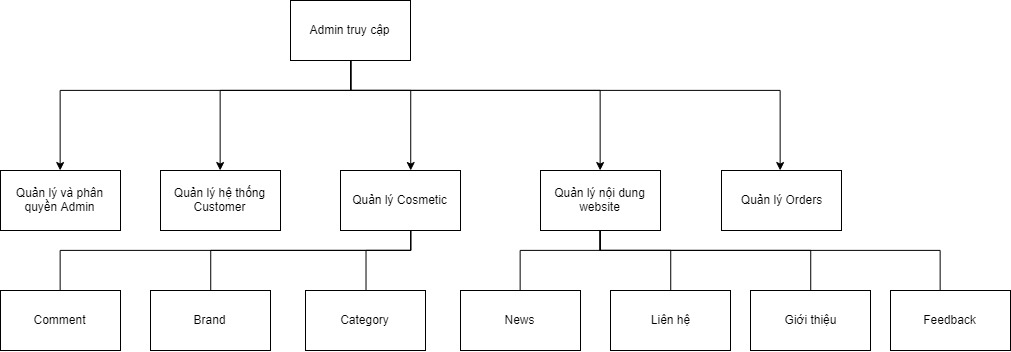 Admin truy cập
Quản lý và phân
quyền Admin
Quản lý hệ thống
Customer
Quản lý Cosmetic
Quản lý nội dung
website
Quản lý Orders
Comment
Brand
Category
News
Liên hệ
Giới thiệu
Feedback